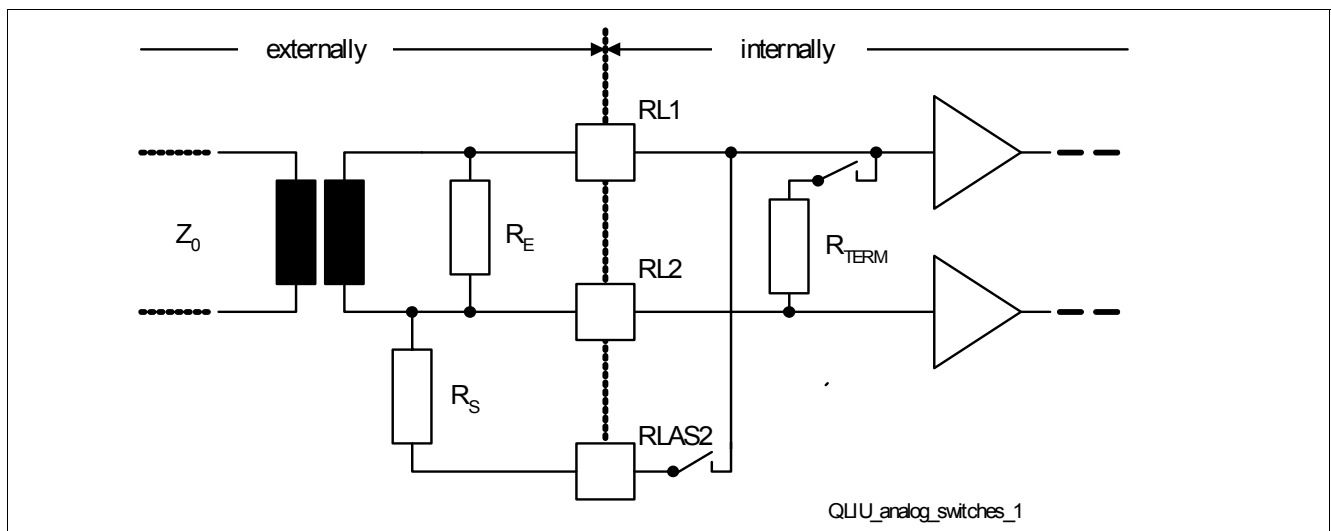 externally
internally
RL1
Z0
RE
RTERM
RL2
RS
RLAS2
QLIU_analog_switches_1